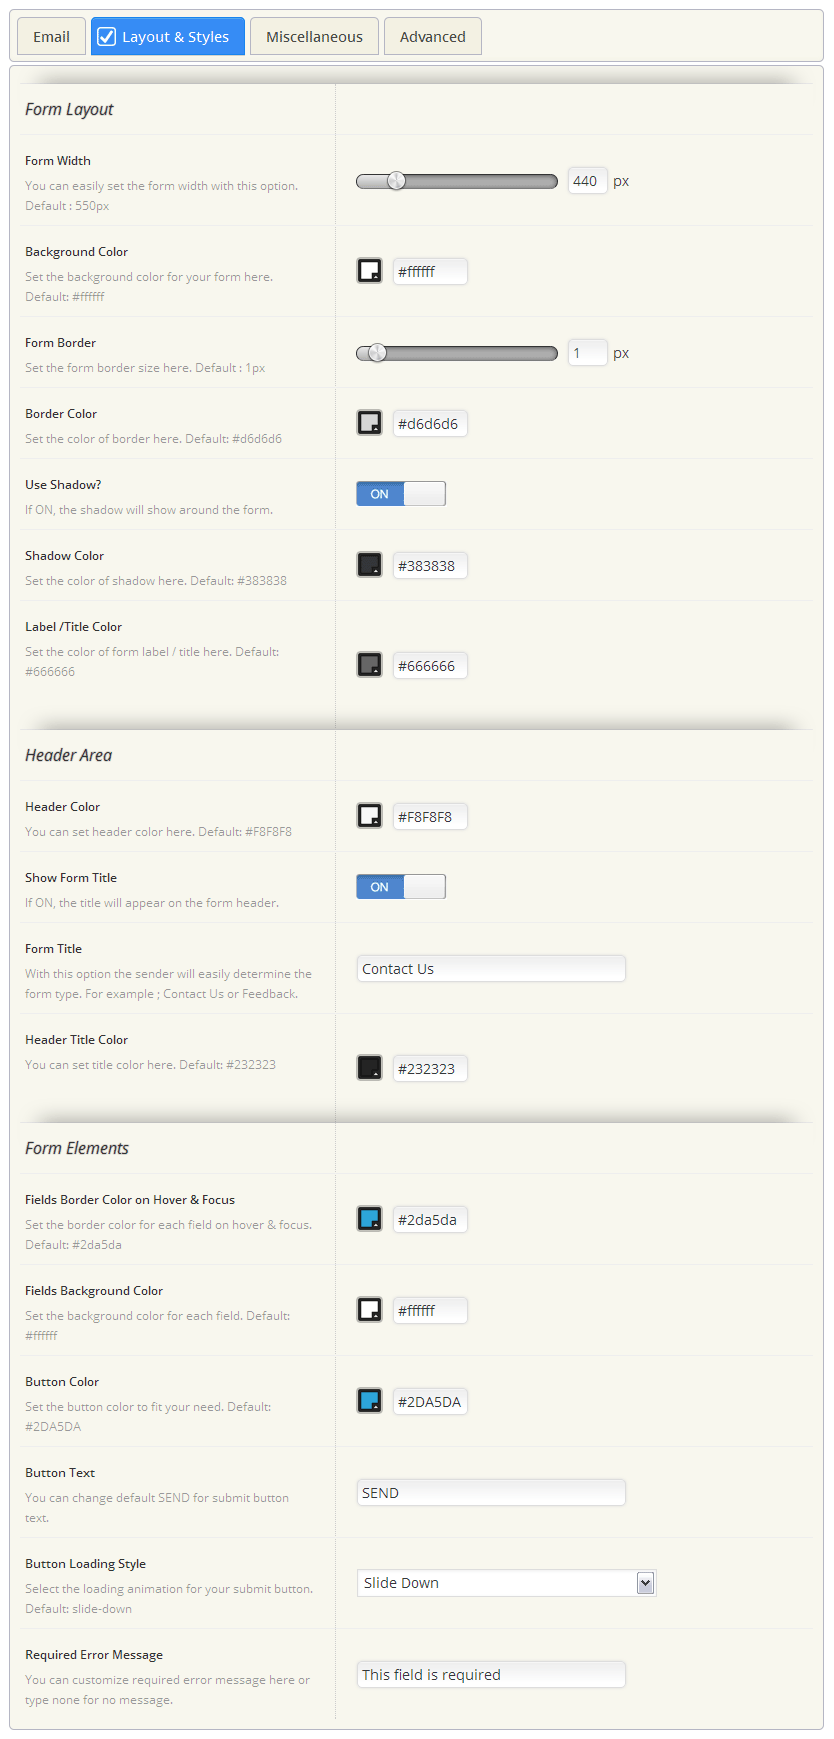 Email
Layout & Styles
Miscellaneous
Advanced
Form Layout
Form Width
You can easily set the form width with this option.
Default : 550px
440 px
Background Color
Set the background color for your form here.
Default: #ffffff
#ffffff
Form Border
Set the form border size here. Default : 1px
1 px
Border Color
Set the color of border here. Default: #d6d6d6
#d6d6d6
Use Shadow?
If ON, the shadow will show around the form.
ON
Shadow Color
Set the color of shadow here. Default: #383838
#383838
Label /Title Color
Set the color of form label / title here. Default:
#666666
#666666
Header Area
Header Color
You can set header color here. Default: #F8F8F8
#F8F8F8
Show Form Title
If ON, the title will appear on the form header.
ON
Form Title
With this option the sender will easily determine the
form type. For example ; Contact Us or Feedback.
Contact Us
Header Title Color
You can set title color here. Default: #232323
#232323
Form Elements
Fields Border Color on Hover & Focus
Set the border color for each field on hover & focus.
Default: #2da5da
#2da5da
Fields Background Color
Set the background color for each field. Default:
#ffffff
#ffffff
Button Color
Set the button color to fit your need. Default:
#2DA5DA
#2DA5DA
Button Text
You can change default SEND for submit button
text.
SEND
Button Loading Style
Select the loading animation for your submit button.
Default: slide-down
Slide Down
Required Error Message
You can customize required error message here or
type none for no message.
This field is required